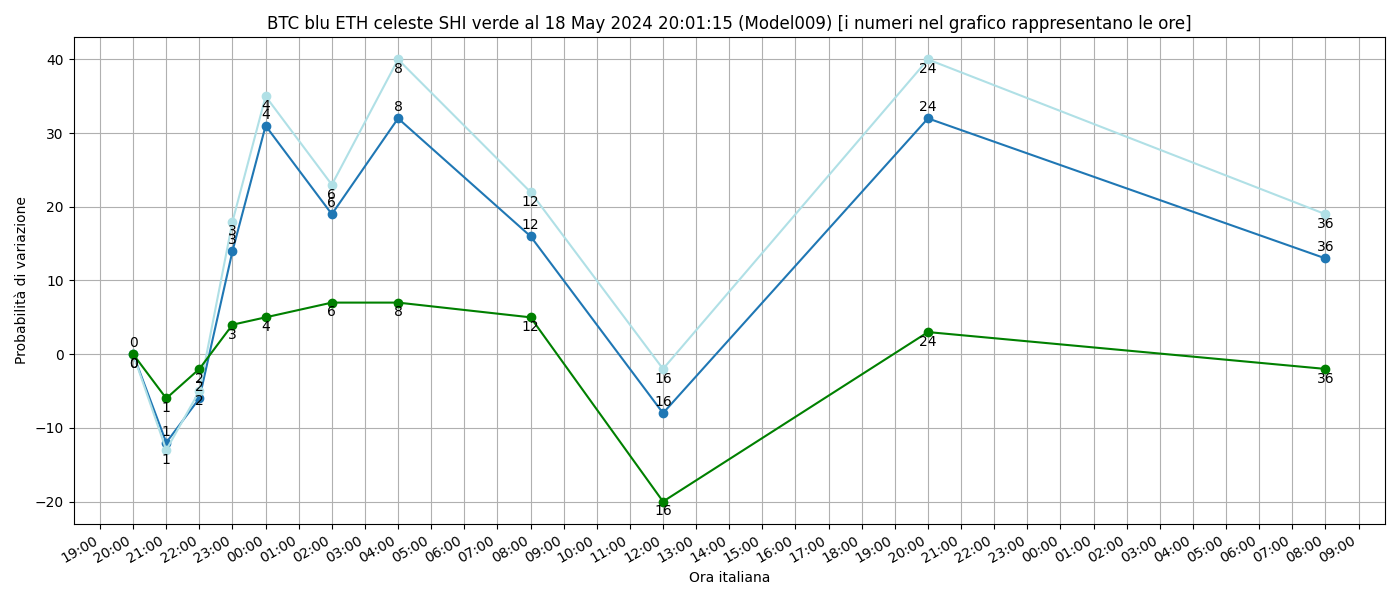 BTC blu ETH celeste SHI verde al 18 May 2024 20:01:15 (Model009) [i numeri nel grafico rappresentano le ore]
Probabilità di variazione
40
30
20
10
0
−10
−20
0 1 2 3 4 6 8 12 16 24 36
0 1 2 3 4 6 8 12 16 24 36
0 1 2 3 4 6 8 12 16 24 36
19:00 20:00 21:00 22:00 23:00 00:00 01:00 02:00 03:00 04:00 05:00 06:00 07:00 08:00 09:00 10:00 11:00 12:00 13:00 14:00 15:00 16:00 17:00 18:00 19:00 20:00 21:00 22:00 23:00 00:00 01:00 02:00 03:00 04:00 05:00 06:00 07:00 08:00 09:00
Ora italiana